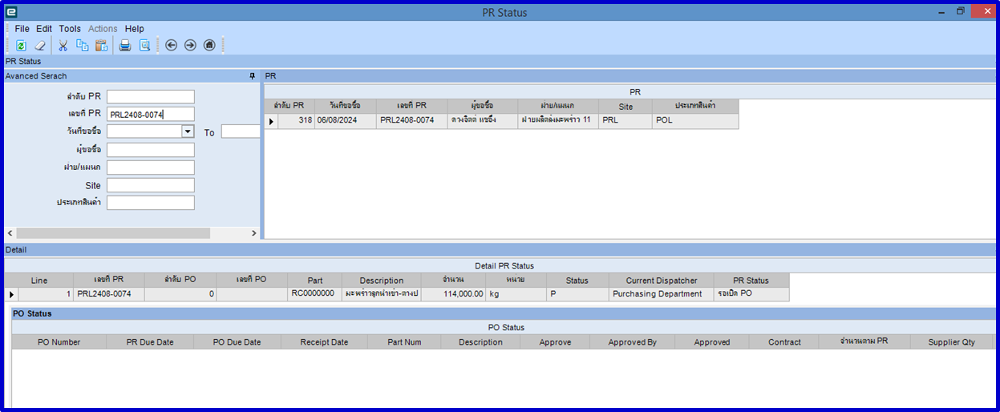 PR Status
File Edit Tools Actions Help
PR Status
Avanced Serach
ลำดับ PR
เลขที่ PR PRL2408-0074
วันที่ขอซื้อ To
ผู้ขอซื้อ
ฝ่าย/แผนก
Site
ประเภทสินค้า
PR
PR
ลำดับ PR วันที่ขอซื้อ เลขที่ PR ผู้ขอซื้อ ฝ่าย/แผนก Site ประเภทสินค้า
318 06/08/2024 PRL2408-0074 ดวงจิตต์ ฝ่ายผลิตล้งมะพร้าว 11 PRL POL
Detail
Detail PR Status
Line เลขที่ PR ลำดับ PO เลขที่ PO Part Description จำนวน หน่วย Status Current Dispatcher PR Status
1 PRL2408-0074 0 RC0000000 มะพร้าวลูกนำเข้า-ต่างป 114,000.00 kg P Purchasing Department รอเปิด PO
PO Status
PO Status
PO Number PR Due Date PO Due Date Receipt Date Part Num Description Approve Approved By Approved Contract จำนวนตาม PR Supplier Qty